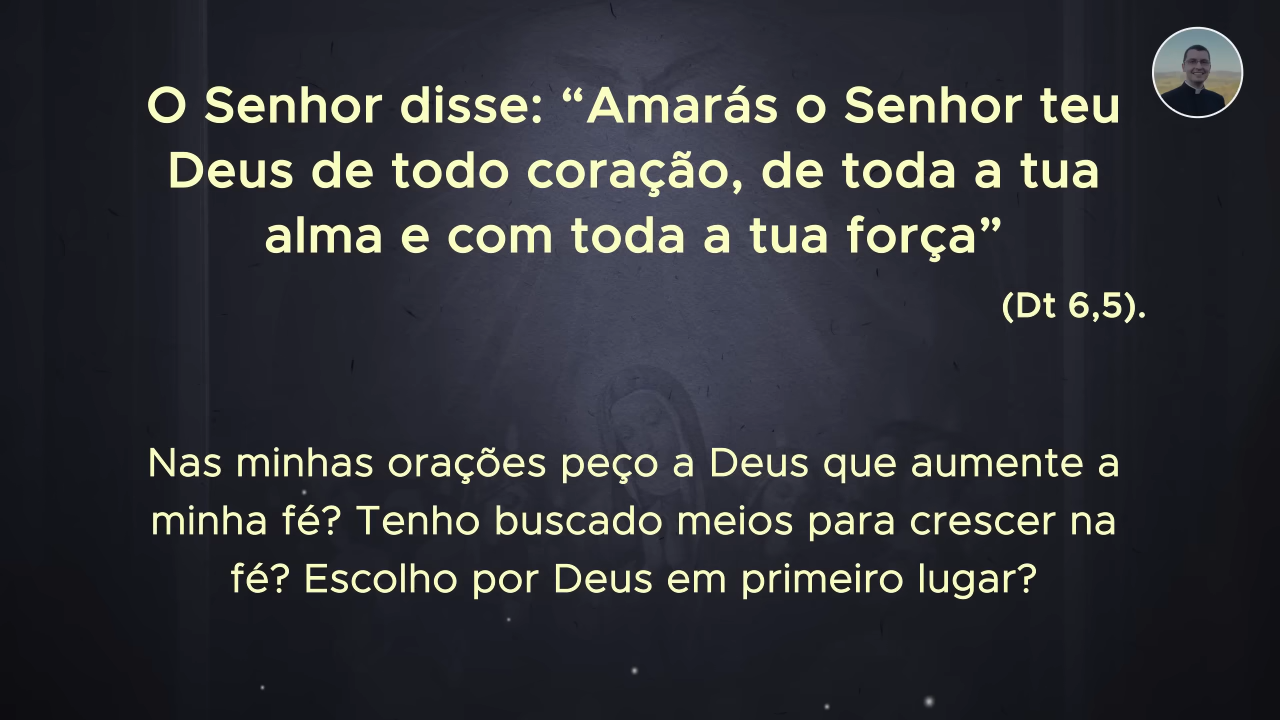 O Senhor disse: “Amarás o Senhor teu
Deus de todo coração, de toda a tua
alma e com toda a tua força”
(Dt 6,5).
Nas minhas orações peço a Deus que aumente a
minha fé? Tenho buscado meios para crescer na
fé? Escolho por Deus em primeiro lugar?